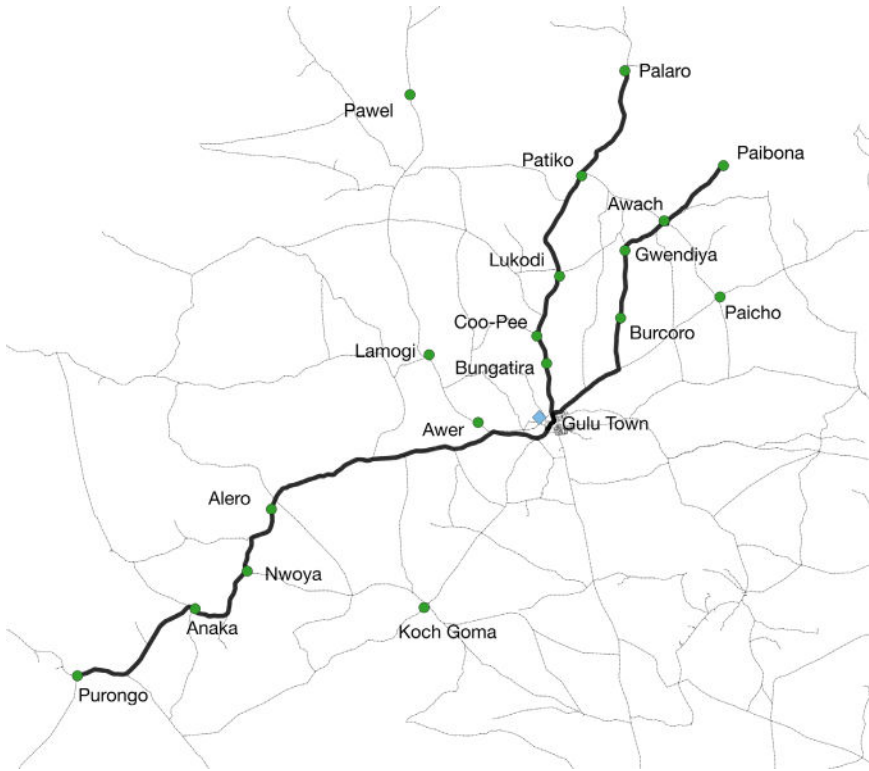 Palaro
Pawel
Patiko
Paibona
Awach
Gwendiya
Lukodi
Paicho
Coo-Pee
Burcoro
Lamogi
Bungatira
Awer
Gulu Town
Alero
Nwoya
Anaka
Koch Goma
Purongo